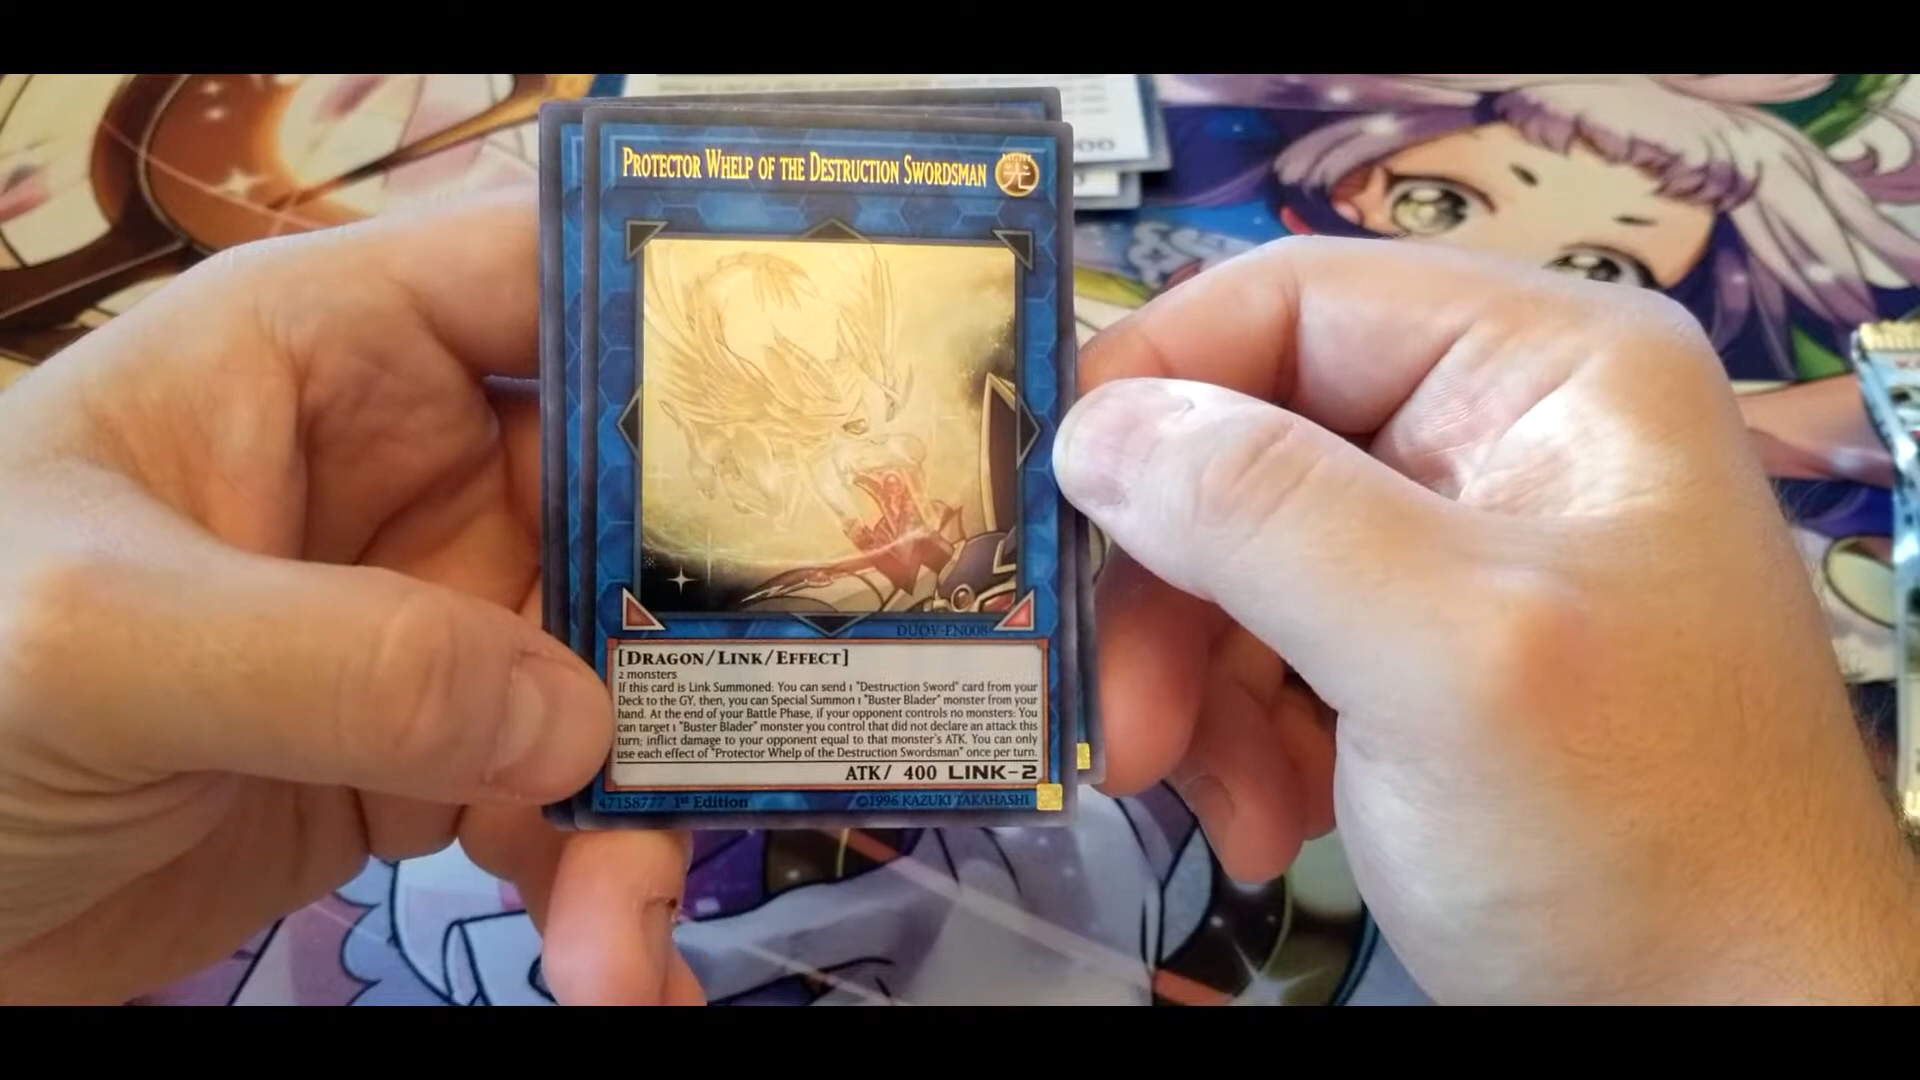 Protector Whelp of the Destruction Swordsman
DUOV-EN008
[Dragon/Link/Effect]
2 monsters
If this card is Link Summoned: You can send 1 "Destruction Sword" card from your
Deck to the GY, then, you can Special Summon 1 "Buster Blader" monster from your
hand. At the end of your Battle Phase, if your opponent controls no monsters: You
can target 1 "Buster Blader" monster you control that did not declare an attack this
turn; inflict damage to your opponent equal to that monster's ATK. You can only
use each effect of "Protector Whelp of the Destruction Swordsman" once per turn.
ATK/ 400 LINK-2
47158777 1st Edition ©1996 KAZUKI TAKAHASHI